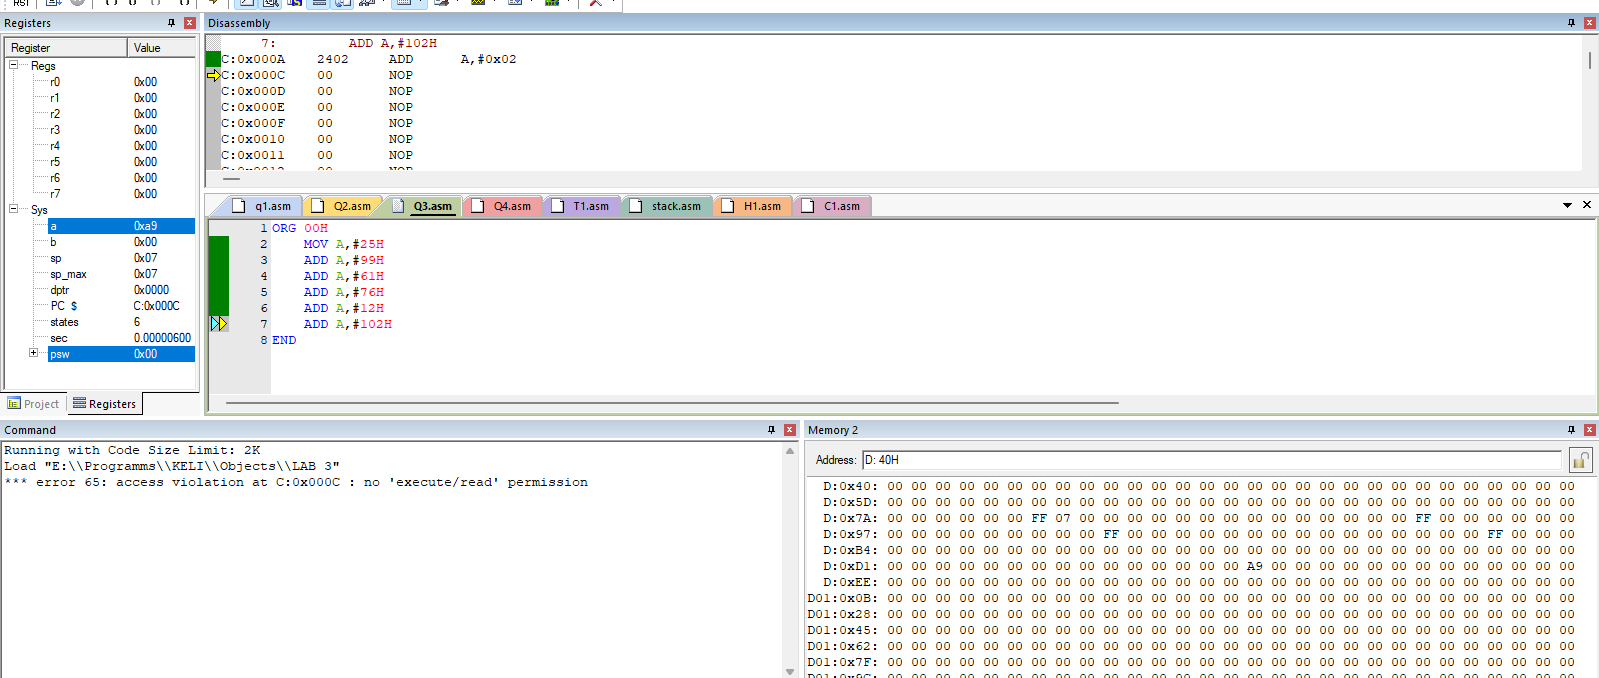 RST
Registers
Register Value
Regs
r0 0x00
r1 0x00
r2 0x00
r3 0x00
r4 0x00
r5 0x00
r6 0x00
r7 0x00
Sys
a 0xa9
b 0x00
sp 0x07
sp_max 0x07
dptr 0x0000
PC $ C:0x000C
states 6
sec 0.00000600
psw 0x00
Project Registers
Disassembly
7: ADD A,#102H
C:0x000A 2402 ADD A,#0x02
C:0x000C 00 NOP
C:0x000D 00 NOP
C:0x000E 00 NOP
C:0x000F 00 NOP
C:0x0010 00 NOP
C:0x0011 00 NOP
C:0x0012 00 NOP
q1.asm Q2.asm Q3.asm Q4.asm T1.asm stack.asm H1.asm C1.asm
1 ORG 00H
2 MOV A,#25H
3 ADD A,#99H
4 ADD A,#61H
5 ADD A,#76H
6 ADD A,#12H
7 ADD A,#102H
8 END
Command
Running with Code Size Limit: 2K
Load "E:\\Programms\\KELI\\Objects\\LAB 3"
*** error 65: access violation at C:0x000C : no 'execute/read' permission
Memory 2
Address: D: 40H
D:0x40: 00 00 00 00 00 00 00 00 00 00 00 00 00 00 00 00 00 00 00 00 00 00 00 00 00 00 00 00 00
D:0x5D: 00 00 00 00 00 00 00 00 00 00 00 00 00 00 00 00 00 00 00 00 00 00 00 00 00 00 00 00 00
D:0x7A: 00 00 00 00 00 00 FF 07 00 00 00 00 00 00 00 00 00 00 00 00 00 00 FF 00 00 00 00 00 00
D:0x97: 00 00 00 00 00 00 00 00 00 FF 00 00 00 00 00 00 00 00 00 00 00 00 00 00 00 FF 00 00 00
D:0xB4: 00 00 00 00 00 00 00 00 00 00 00 00 00 00 00 00 00 00 00 00 00 00 00 00 00 00 00 00 00
D:0xD1: 00 00 00 00 00 00 00 00 00 00 00 00 00 00 00 A9 00 00 00 00 00 00 00 00 00 00 00 00 00
D:0xEE: 00 00 00 00 00 00 00 00 00 00 00 00 00 00 00 00 00 00 00 00 00 00 00 00 00 00 00 00 00
D01:0x0B: 00 00 00 00 00 00 00 00 00 00 00 00 00 00 00 00 00 00 00 00 00 00 00 00 00 00 00 00 00
D01:0x28: 00 00 00 00 00 00 00 00 00 00 00 00 00 00 00 00 00 00 00 00 00 00 00 00 00 00 00 00 00
D01:0x45: 00 00 00 00 00 00 00 00 00 00 00 00 00 00 00 00 00 00 00 00 00 00 00 00 00 00 00 00 00
D01:0x62: 00 00 00 00 00 00 00 00 00 00 00 00 00 00 00 00 00 00 00 00 00 00 00 00 00 00 00 00 00
D01:0x7F: 00 00 00 00 00 00 00 00 00 00 00 00 00 00 00 00 00 00 00 00 00 00 00 00 00 00 00 00 00